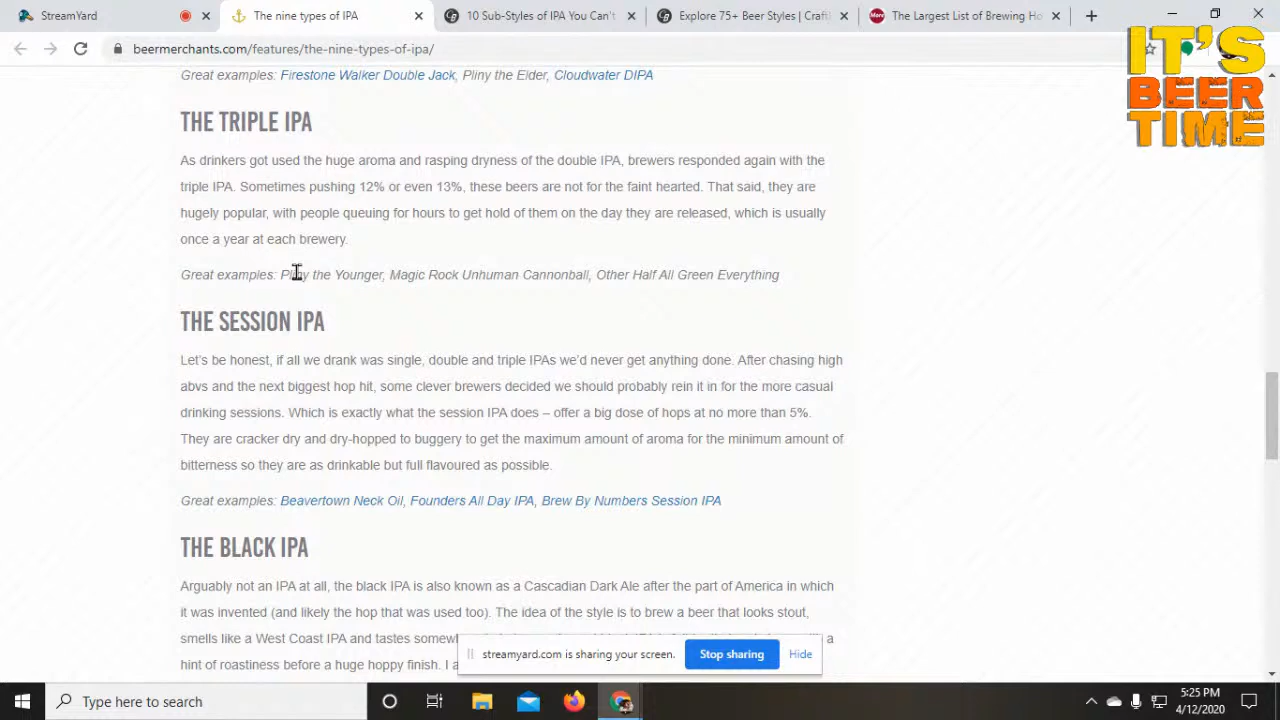 StreamYard
The nine types of IPA
10 Sub-Styles of IPA You Can't
Explore 75+ Beer Styles | Craft
The Largest List of Brewing Ho
beermerchants.com/features/the-nine-types-of-ipa/
IT'S
BEER
TIME
Great examples: Firestone Walker Double Jack, Pliny the Elder, Cloudwater DIPA
THE TRIPLE IPA
As drinkers got used the huge aroma and rasping dryness of the double IPA, brewers responded again with the
triple IPA. Sometimes pushing 12% or even 13%, these beers are not for the faint hearted. That said, they are
hugely popular, with people queuing for hours to get hold of them on the day they are released, which is usually
once a year at each brewery.
Great examples: Pliny the Younger, Magic Rock Unhuman Cannonball, Other Half All Green Everything
THE SESSION IPA
Let's be honest, if all we drank was single, double and triple IPAs we'd never get anything done. After chasing high
abvs and the next biggest hop hit, some clever brewers decided we should probably rein it in for the more casual
drinking sessions. Which is exactly what the session IPA does – offer a big dose of hops at no more than 5%.
They are cracker dry and dry-hopped to buggery to get the maximum amount of aroma for the minimum amount of
bitterness so they are as drinkable but full flavoured as possible.
Great examples: Beavertown Neck Oil, Founders All Day IPA, Brew By Numbers Session IPA
THE BLACK IPA
Arguably not an IPA at all, the black IPA is also known as a Cascadian Dark Ale after the part of America in which
it was invented (and likely the hop that was used too). The idea of the style is to brew a beer that looks stout,
smells like a West Coast IPA and tastes a
hint of roastiness before a huge hoppy finish. I
streamyard.com is sharing your screen.
Stop sharing
Hide
Type here to search
5:25 PM
4/12/2020